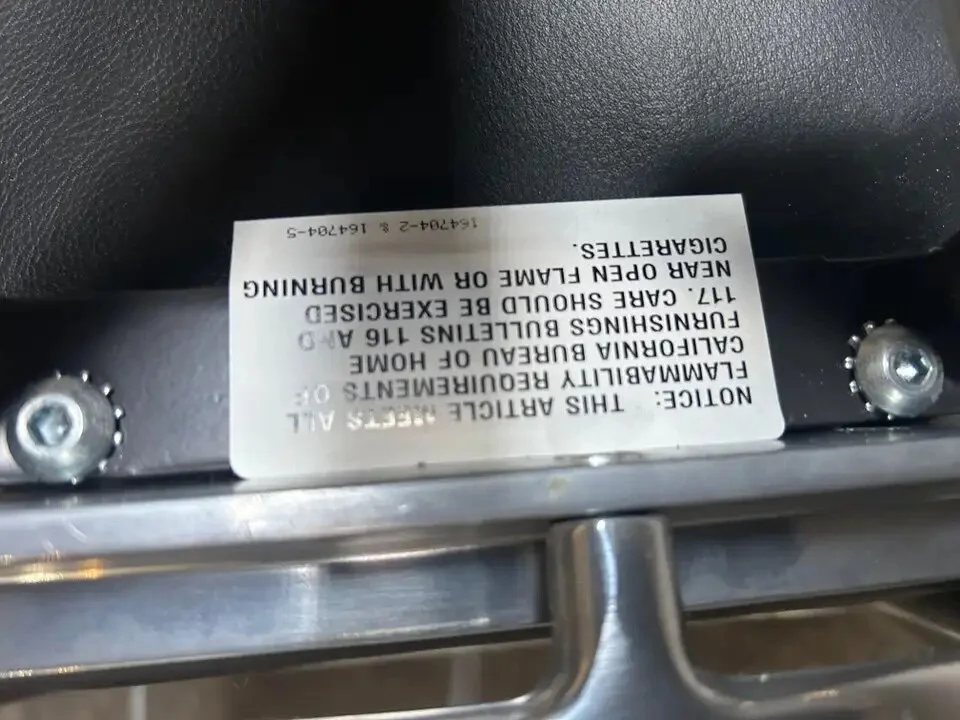 NOTICE: THIS ARTICLE MEETS ALL
FLAMMABILITY REQUIREMENTS OF
CALIFORNIA BUREAU OF HOME
FURNISHINGS BULLETINS 116 AND
117. CARE SHOULD BE EXERCISED
NEAR OPEN FLAME OR WITH BURNING
CIGARETTES.
164704-2 & 164704-5